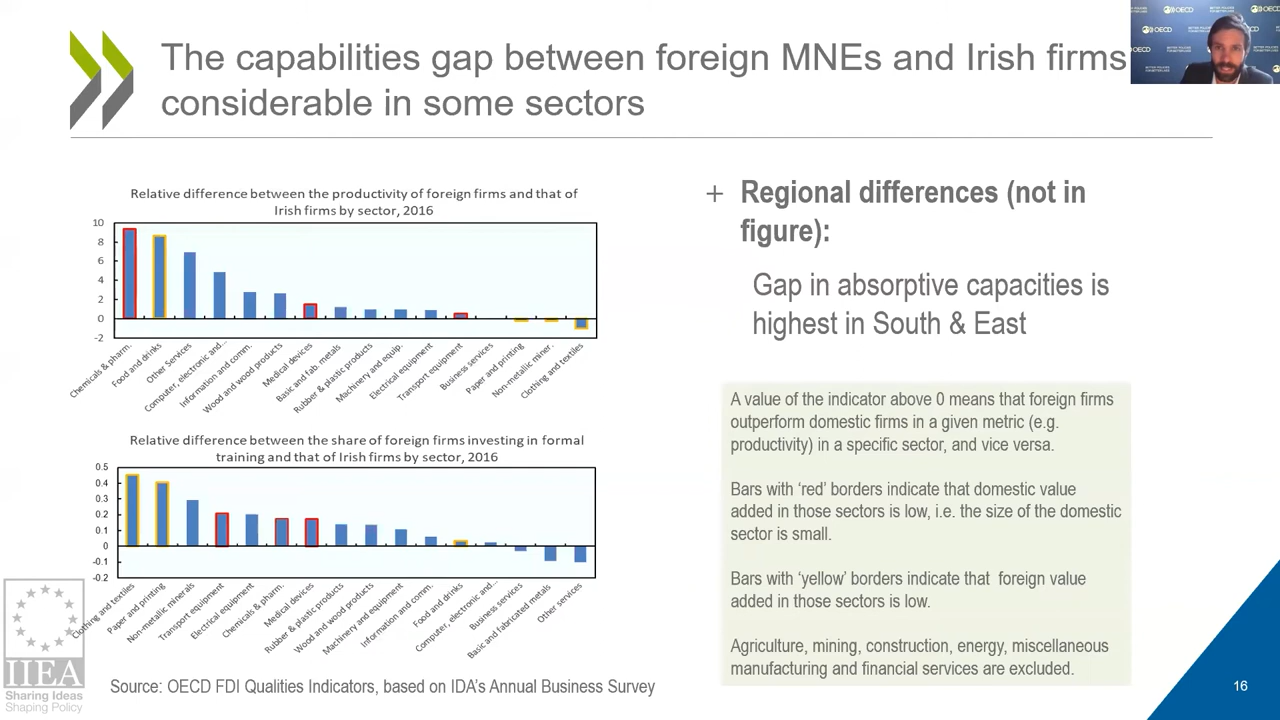 The capabilities gap between foreign MNEs and Irish firms
considerable in some sectors
OECD
OECD
OECD
Relative difference between the productivity of foreign firms and that of
Irish firms by sector, 2016
10
8
6
4
2
0
-2
Chemicals & pharm.
Food and drinks
Other Services
Computer, electronic and...
Information and comm.
Wood and wood products
Medical devices
Basic and fab. metals
Rubber & plastic products
Machinery and equip.
Electrical equipment
Transport equipment
Business services
Paper and printing
Non-metallic miner.
Clothing and textiles
Relative difference between the share of foreign firms investing in formal
training and that of Irish firms by sector, 2016
0.5
0.4
0.3
0.2
0.1
0
-0.1
-0.2
Clothing and textiles
Paper and printing
Non-metallic minerals
Transport equipment
Electrical equipment
Chemicals & pharm.
Medical devices
Rubber & plastic products
Wood and wood products
Machinery and equipment
Information and comm.
Food and drinks
Computer, electronic and...
Business services
Basic and fabricated metals
Other services
Source: OECD FDI Qualities Indicators, based on IDA's Annual Business Survey
+ Regional differences (not in
figure):
Gap in absorptive capacities is
highest in South & East
A value of the indicator above 0 means that foreign firms
outperform domestic firms in a given metric (e.g.
productivity) in a specific sector, and vice versa.
Bars with ‘red’ borders indicate that domestic value
added in those sectors is low, i.e. the size of the domestic
sector is small.
Bars with ‘yellow’ borders indicate that foreign value
added in those sectors is low.
Agriculture, mining, construction, energy, miscellaneous
manufacturing and financial services are excluded.
IIEA
Sharing Ideas
Shaping Policy
16